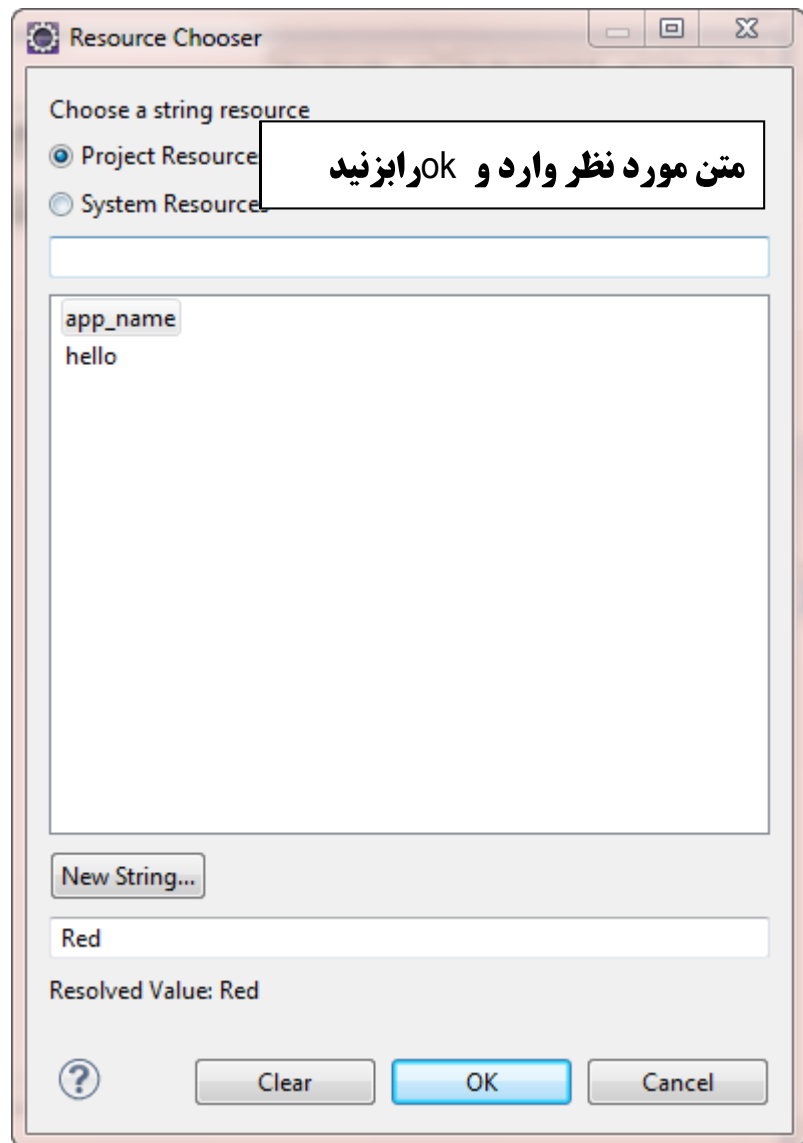 Resource Chooser
Choose a string resource
Project Resource
متن مورد نظر وارد و okرابزنید
System Resources
app_name
hello
New String...
Red
Resolved Value: Red
Clear
OK
Cancel